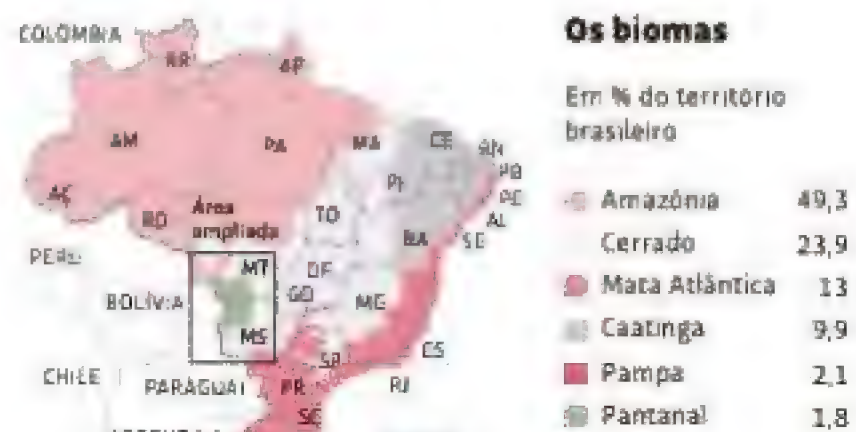 COLÔMBIA
RR
AP
AM
PA
MA
CE
RN
PB
PE
AL
SE
PI
AC
RO
Área
ampliada
TO
BA
PERU
MT
DF
GO
MG
BOLÍVIA
MS
SP
ES
CHILE
PARAGUAI
PR
RJ
SC
Os biomas
Em % do território
brasileiro
Amazônia 49,3
Cerrado 23,9
Mata Atlântica 13
Caatinga 9,9
Pampa 2,1
Pantanal 1,8